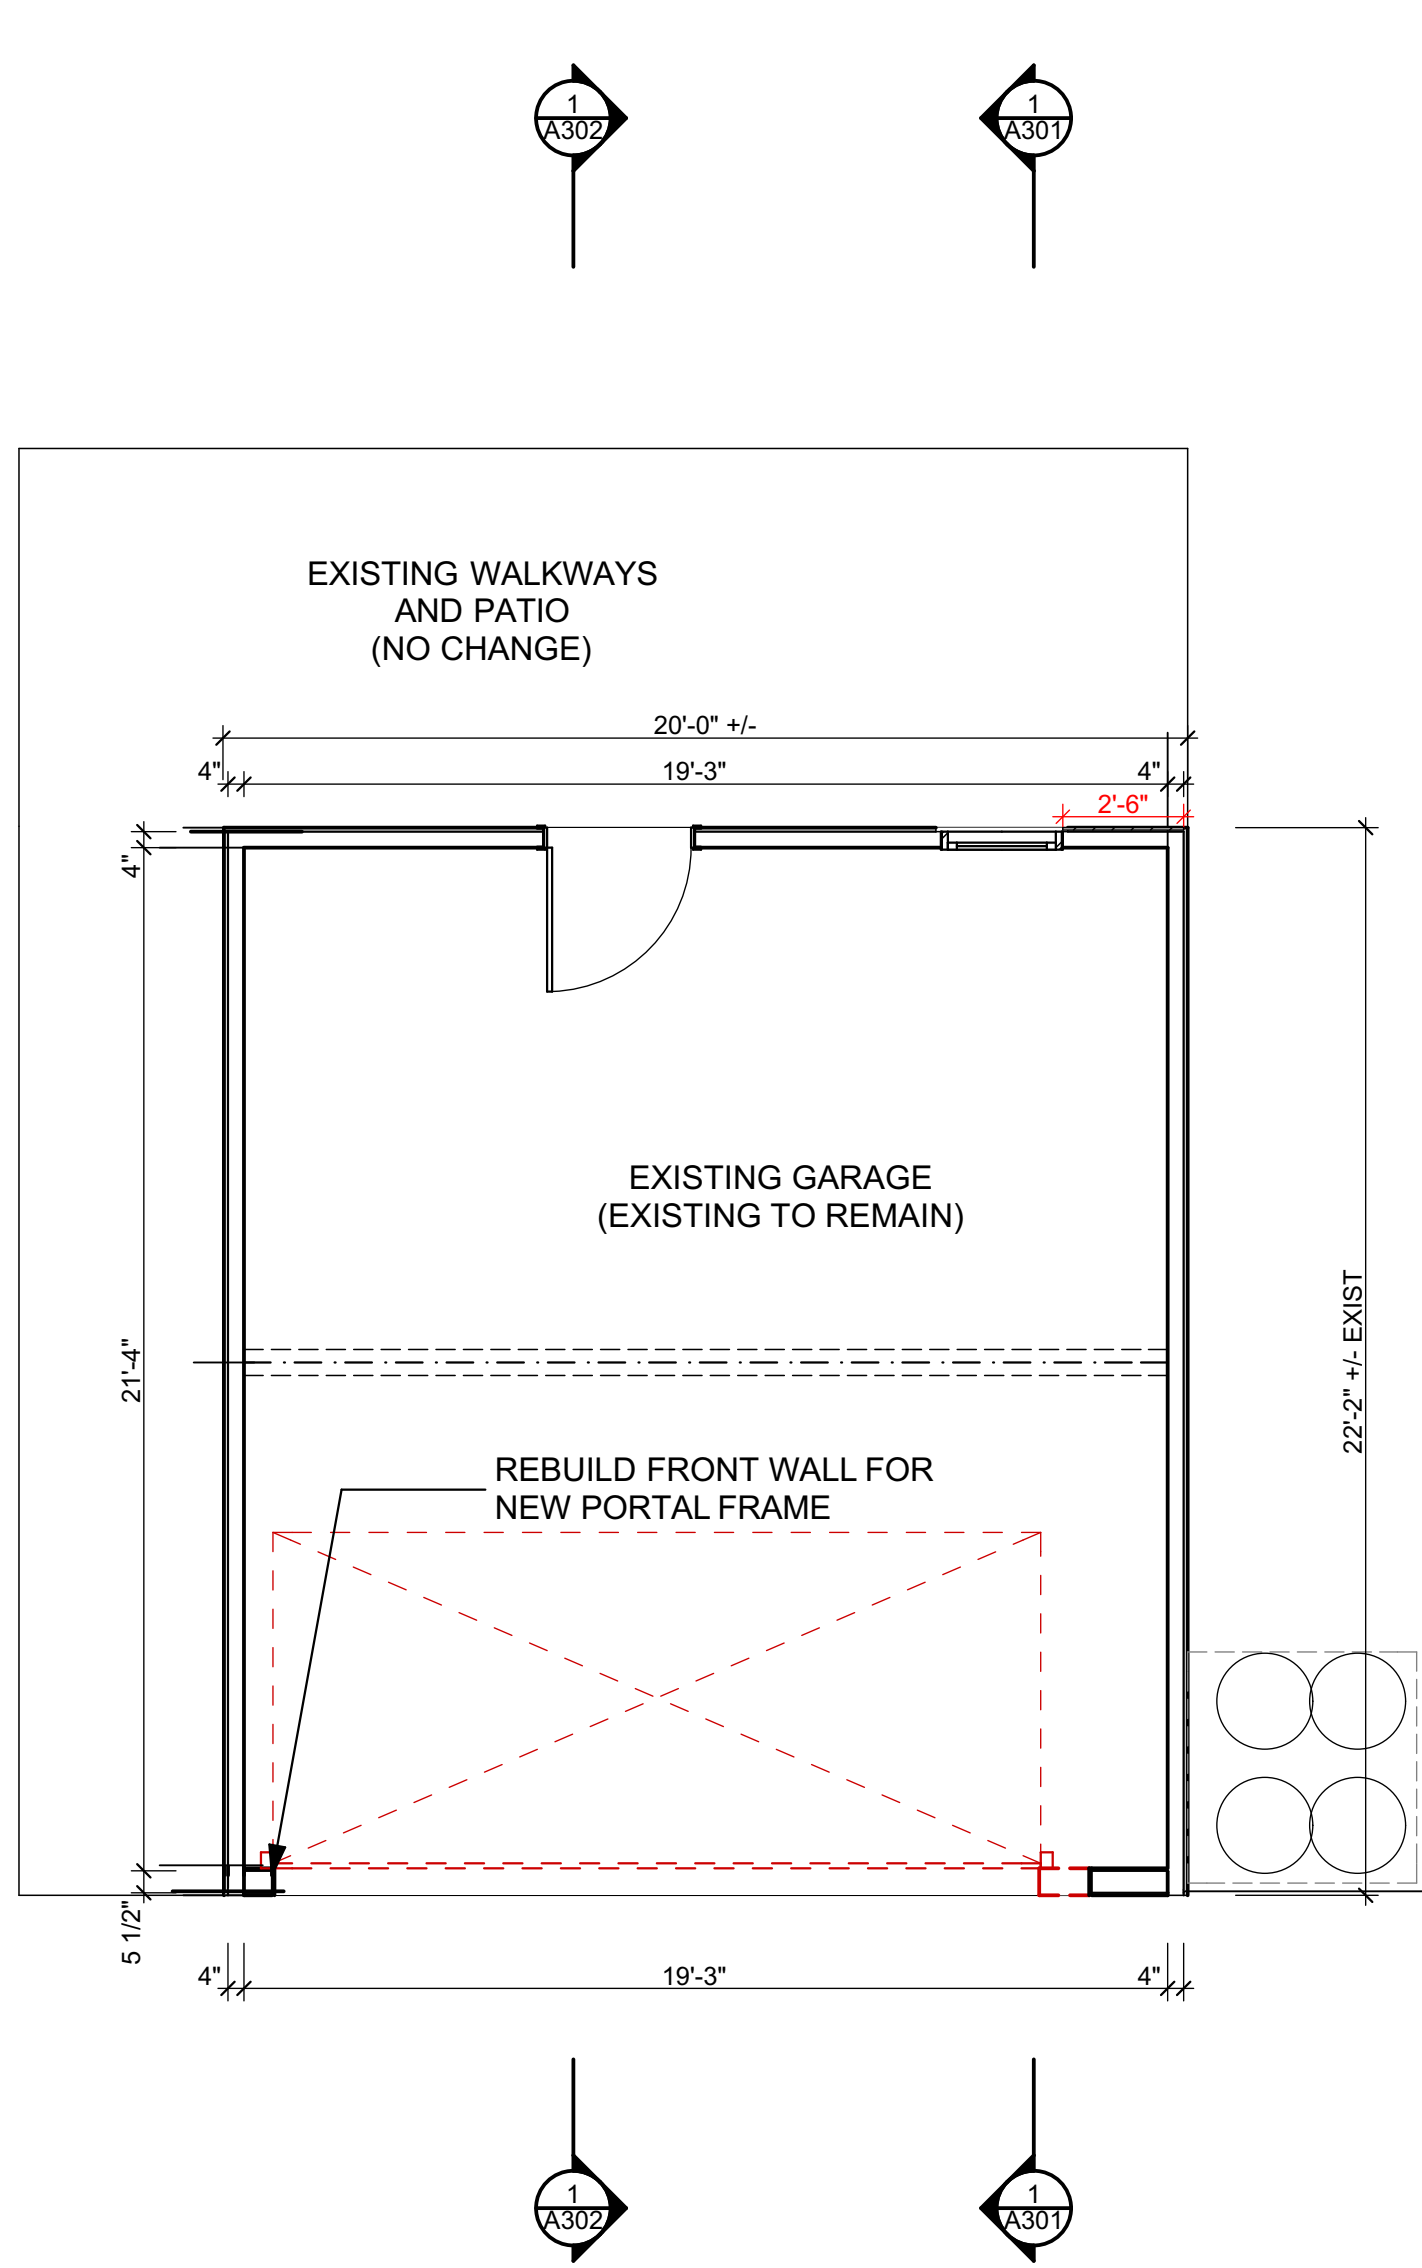 1
A302
1
A301
EXISTING WALKWAYS
AND PATIO
(NO CHANGE)
20'-0" +/-
4"
19'-3"
4"
2'-6"
4"
EXISTING GARAGE
(EXISTING TO REMAIN)
21'-4"
22'-2" +/- EXIST
REBUILD FRONT WALL FOR
NEW PORTAL FRAME
5 1/2"
4"
19'-3"
4"
1
A302
1
A301